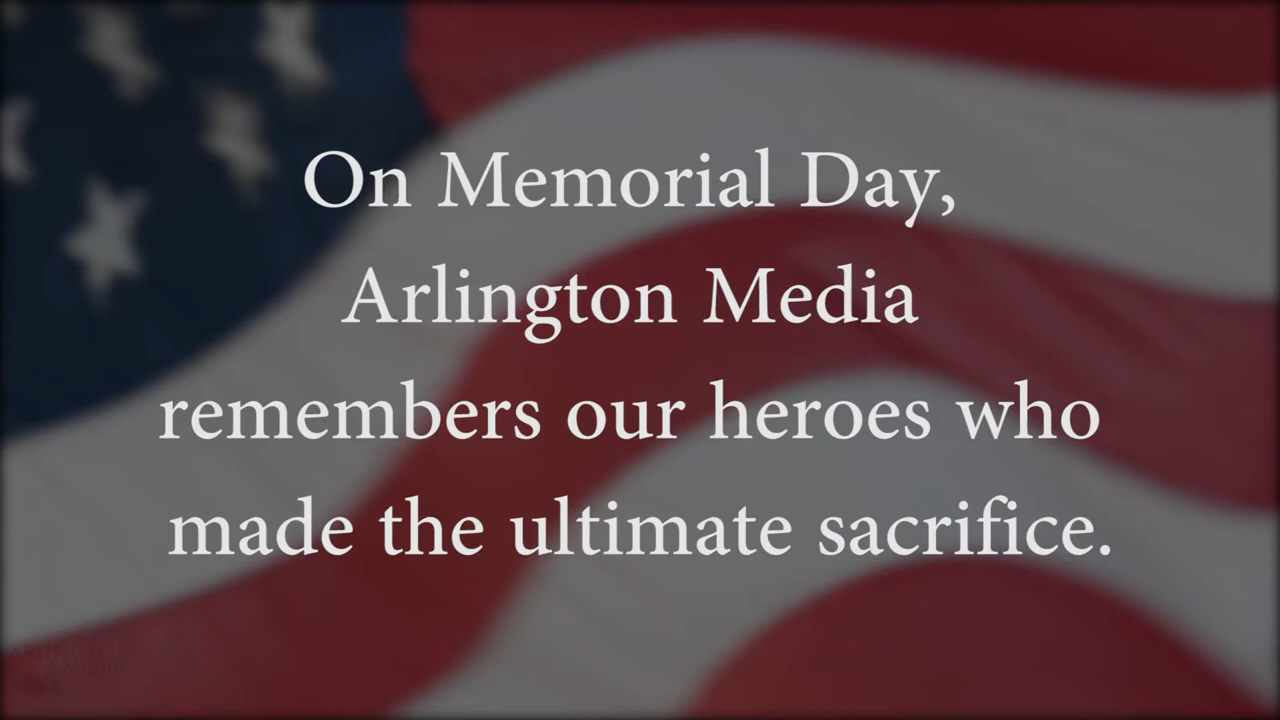 On Memorial Day,
Arlington Media
remembers our heroes who
made the ultimate sacrifice.